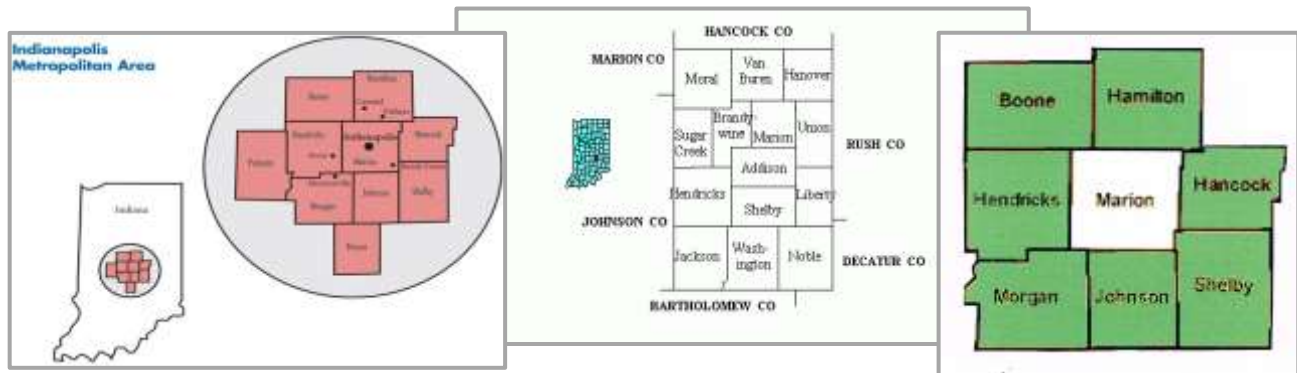 Indianapolis
Metropolitan Area
Indiana
Indianapolis
HANCOCK CO
MARION CO
Moral
Van
Buren
Hanover
Sugar
Creek
Brandy
wine
Marion
Union
RUSH CO
Addison
Hendricks
Shelby
Liberty
JOHNSON CO
Jackson
Wash-
ington
Noble
DECATUR CO
BARTHOLOMEW CO
Boone
Hamilton
Hendricks
Marion
Hancock
Morgan
Johnson
Shelby